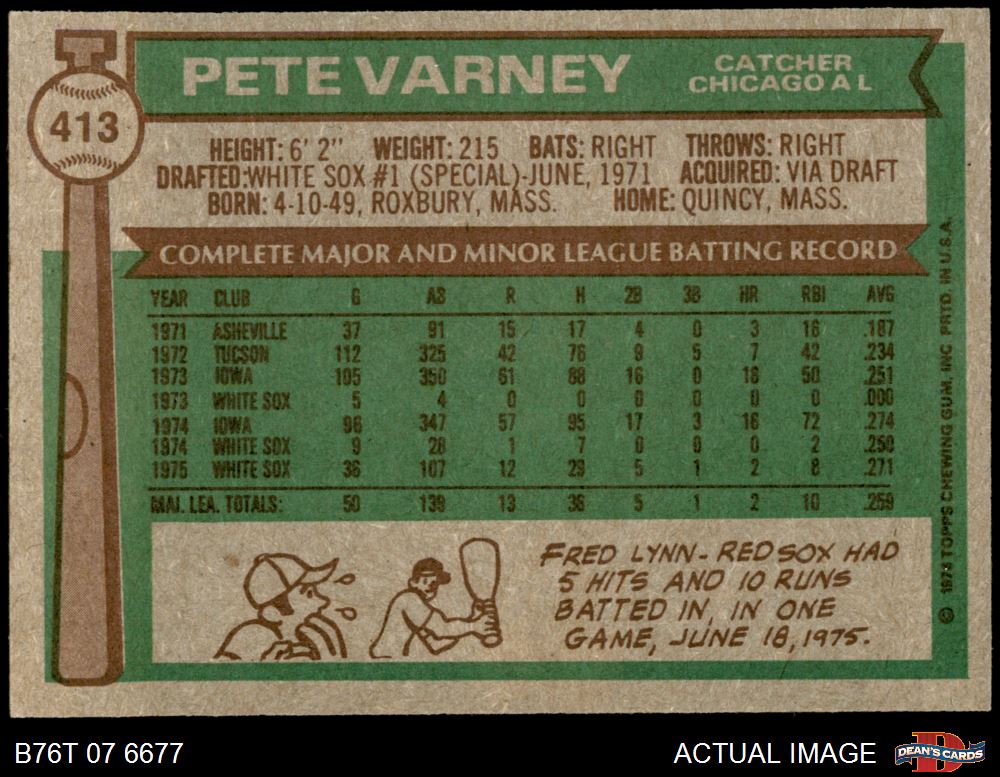 PETE VARNEY
CATCHER
CHICAGO A L
413
HEIGHT: 6' 2" WEIGHT: 215 BATS: RIGHT THROWS: RIGHT
DRAFTED: WHITE SOX #1 (SPECIAL)-JUNE, 1971 ACQUIRED: VIA DRAFT
BORN: 4-10-49, ROXBURY, MASS. HOME: QUINCY, MASS.
COMPLETE MAJOR AND MINOR LEAGUE BATTING RECORD
YEAR CLUB G AB R H 2B 3B HR RBI AVG
1971 ASHEVILLE 37 91 15 17 4 0 3 16 .187
1972 TUCSON 112 325 42 76 9 5 7 42 .234
1973 IOWA 105 350 61 88 16 0 16 50 .251
1973 WHITE SOX 5 4 0 0 0 0 0 0 .000
1974 IOWA 96 347 57 95 17 3 16 72 .274
1974 WHITE SOX 9 28 1 7 0 0 0 2 .250
1975 WHITE SOX 36 107 12 29 5 1 2 8 .271
MAJ. LEA. TOTALS: 50 139 13 36 5 1 2 10 .259
FRED LYNN-RED SOX HAD
5 HITS AND 10 RUNS
BATTED IN, IN ONE
GAME, JUNE 18, 1975.
© 1976 TOPPS CHEWING GUM, INC. PRTD. IN U.S.A.
B76T 07 6677
ACTUAL IMAGE
DEAN'S CARDS